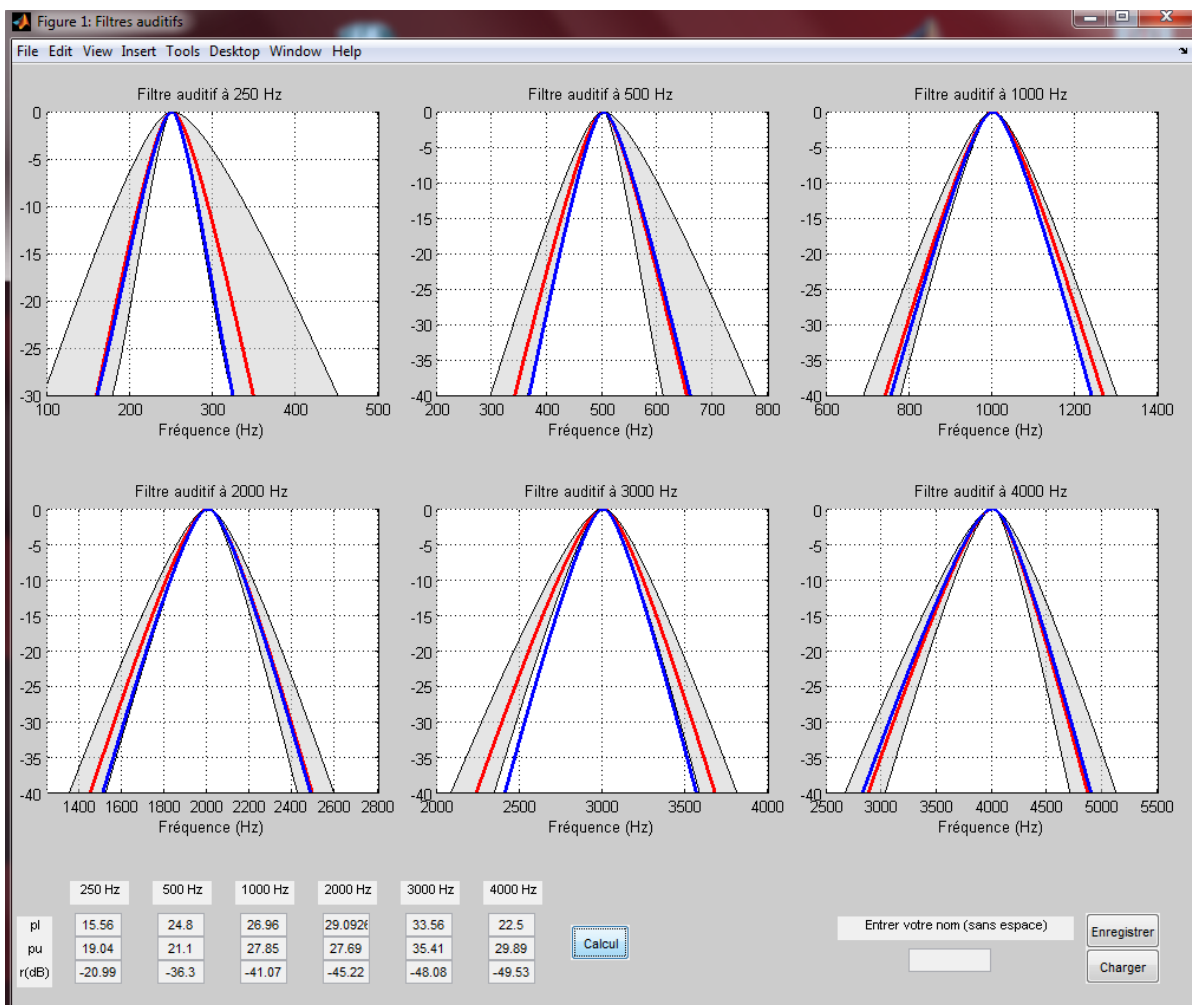 Figure 1: Filtres auditifs
File Edit View Insert Tools Desktop Window Help
Filtre auditif à 250 Hz
0
-5
-10
-15
-20
-25
-30
100 200 300 400 500
Fréquence (Hz)
Filtre auditif à 500 Hz
0
-5
-10
-15
-20
-25
-30
-35
-40
200 300 400 500 600 700 800
Fréquence (Hz)
Filtre auditif à 1000 Hz
0
-5
-10
-15
-20
-25
-30
-35
-40
600 800 1000 1200 1400
Fréquence (Hz)
Filtre auditif à 2000 Hz
0
-5
-10
-15
-20
-25
-30
-35
-40
1400 1600 1800 2000 2200 2400 2600 2800
Fréquence (Hz)
Filtre auditif à 3000 Hz
0
-5
-10
-15
-20
-25
-30
-35
-40
2000 2500 3000 3500 4000
Fréquence (Hz)
Filtre auditif à 4000 Hz
0
-5
-10
-15
-20
-25
-30
-35
-40
2500 3000 3500 4000 4500 5000 5500
Fréquence (Hz)
250 Hz 500 Hz 1000 Hz 2000 Hz 3000 Hz 4000 Hz
pl 15.56 24.8 26.96 29.0926 33.56 22.5
pu 19.04 21.1 27.85 27.69 35.41 29.89
r(dB) -20.99 -36.3 -41.07 -45.22 -48.08 -49.53
Calcul
Entrer votre nom (sans espace)
Enregistrer
Charger